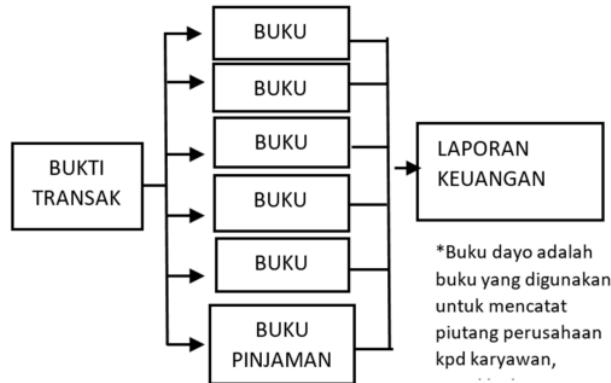 BUKTI
TRANSAK
BUKU
BUKU
BUKU
BUKU
BUKU
BUKU
PINJAMAN
LAPORAN
KEUANGAN
*Buku dayo adalah
buku yang digunakan
untuk mencatat
piutang perusahaan
kpd karyawan,